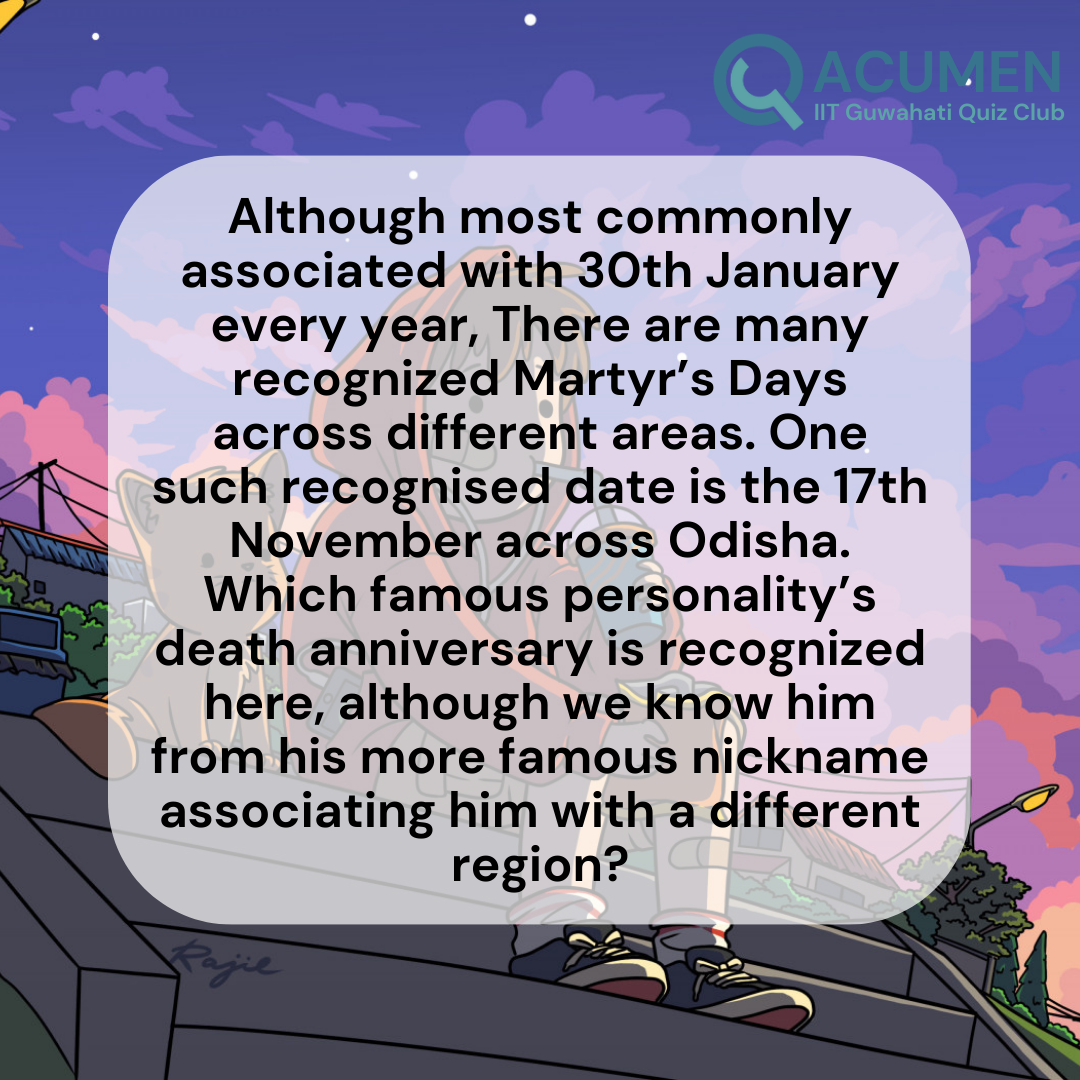 ACUMEN
IIT Guwahati Quiz Club
Although most commonly
associated with 30th January
every year, There are many
recognized Martyr’s Days
across different areas. One
such recognised date is the 17th
November across Odisha.
Which famous personality’s
death anniversary is recognized
here, although we know him
from his more famous nickname
associating him with a different
region?
Rajie